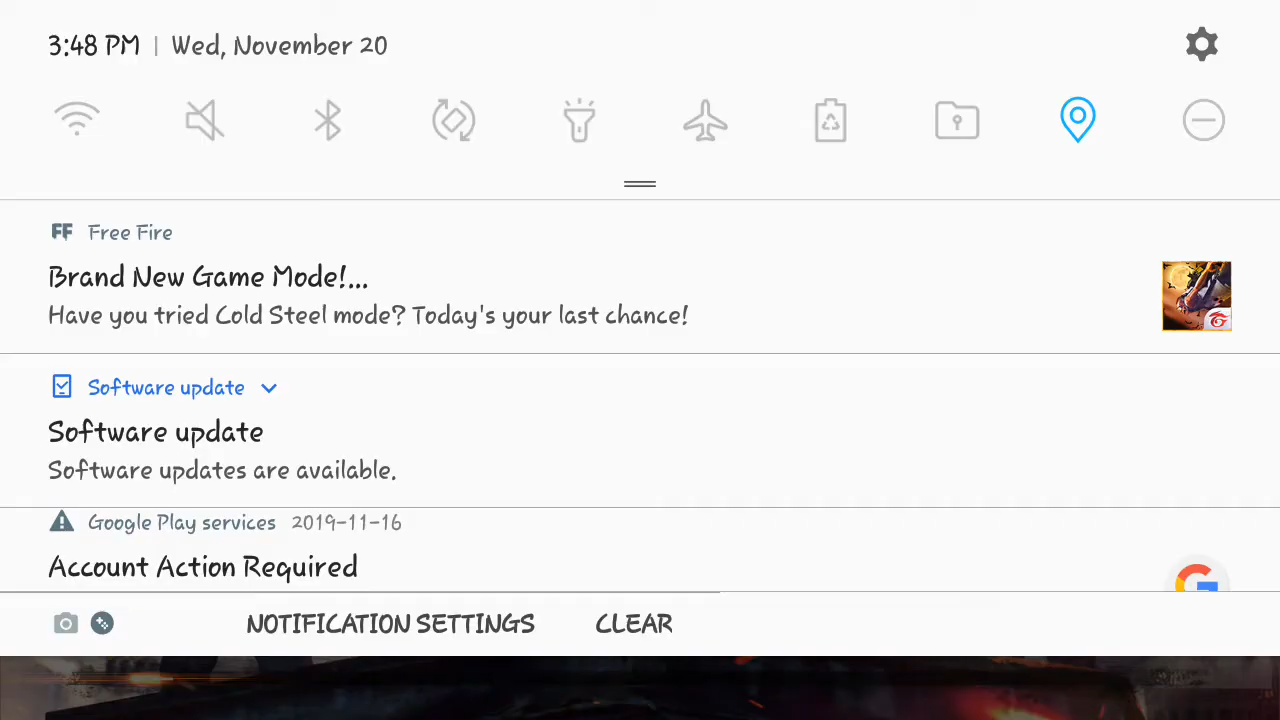 3:48 PM | Wed, November 20
FF Free Fire
Brand New Game Mode!...
Have you tried Cold Steel mode? Today's your last chance!
Software update
Software update
Software updates are available.
Google Play services 2019-11-16
Account Action Required
NOTIFICATION SETTINGS CLEAR